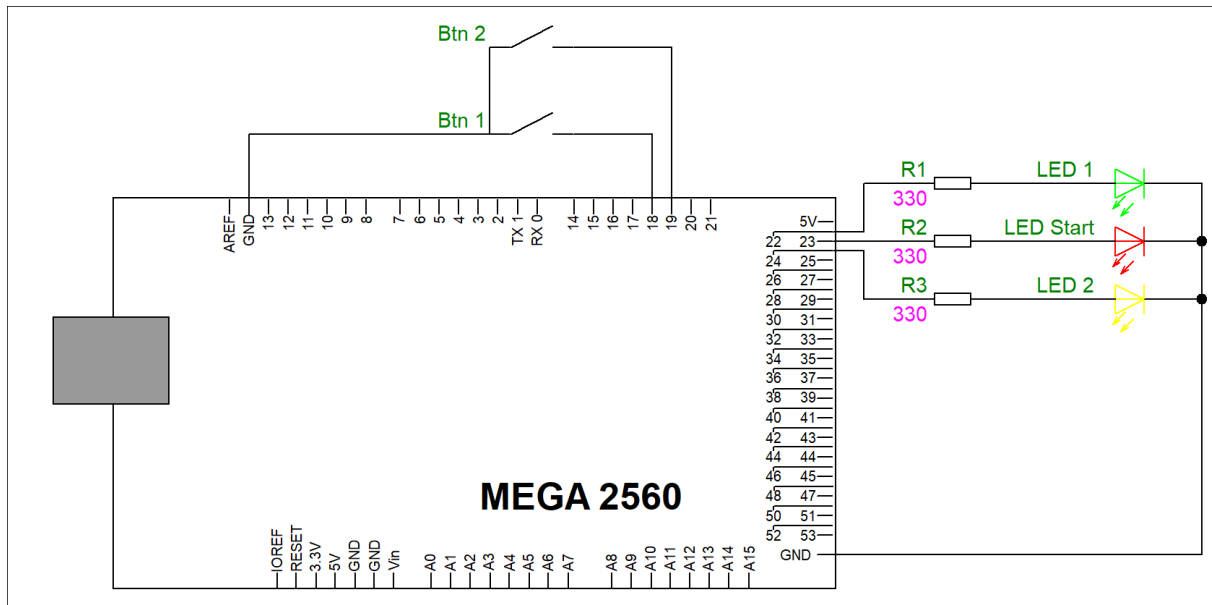 Btn 2
Btn 1
AREF
GND
13
12
11
10
9
8
7
6
5
4
3
2
TX 1
RX 0
14
15
16
17
18
19
20
21
R1 LED 1
330
R2 LED Start
330
R3 LED 2
330
5V
22 23
24 25
26 27
28 29
30 31
32 33
34 35
36 37
38 39
40 41
42 43
44 44
46 45
48 47
50 51
52 53
GND
MEGA 2560
IOREF
RESET
3.3V
5V
GND
GND
Vin
A0
A1
A2
A3
A4
A5
A6
A7
A8
A9
A10
A11
A12
A13
A14
A15